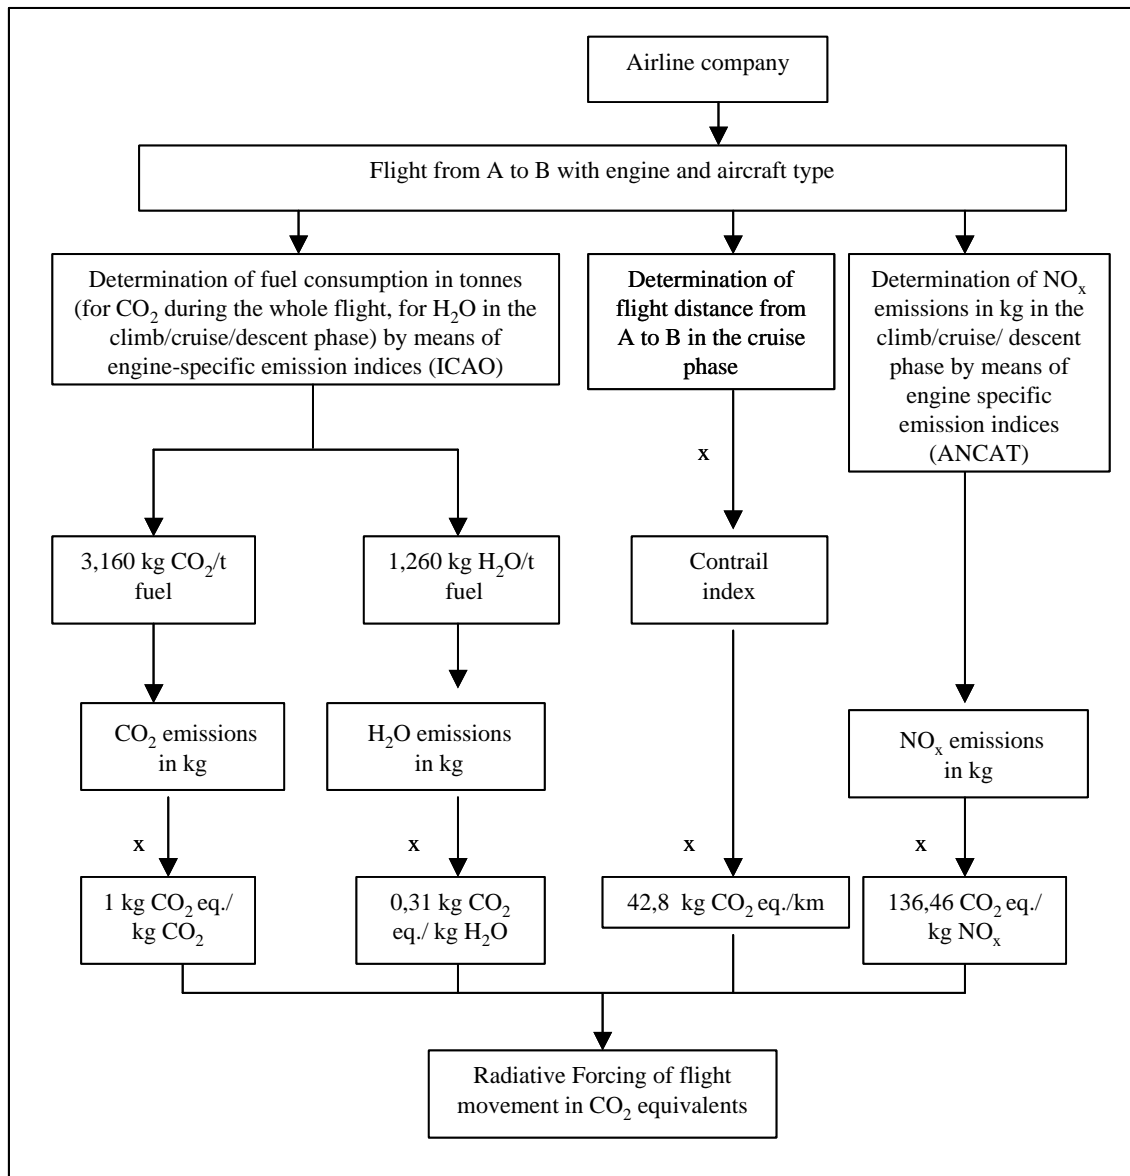 Airline company
Flight from A to B with engine and aircraft type
Determination of fuel consumption in tonnes
(for CO₂ during the whole flight, for H₂O in the
climb/cruise/descent phase) by means of
engine-specific emission indices (ICAO)
Determination of
flight distance from
A to B in the cruise
phase
Determination of NOₓ
emissions in kg in the
climb/cruise/ descent
phase by means of
engine specific
emission indices
(ANCAT)
x
3,160 kg CO₂/t
fuel
1,260 kg H₂O/t
fuel
Contrail
index
CO₂ emissions
in kg
H₂O emissions
in kg
NOₓ emissions
in kg
x
x
x
x
1 kg CO₂ eq./
kg CO₂
0,31 kg CO₂
eq./ kg H₂O
42,8 kg CO₂ eq./km
136,46 CO₂ eq./
kg NOₓ
Radiative Forcing of flight
movement in CO₂ equivalents